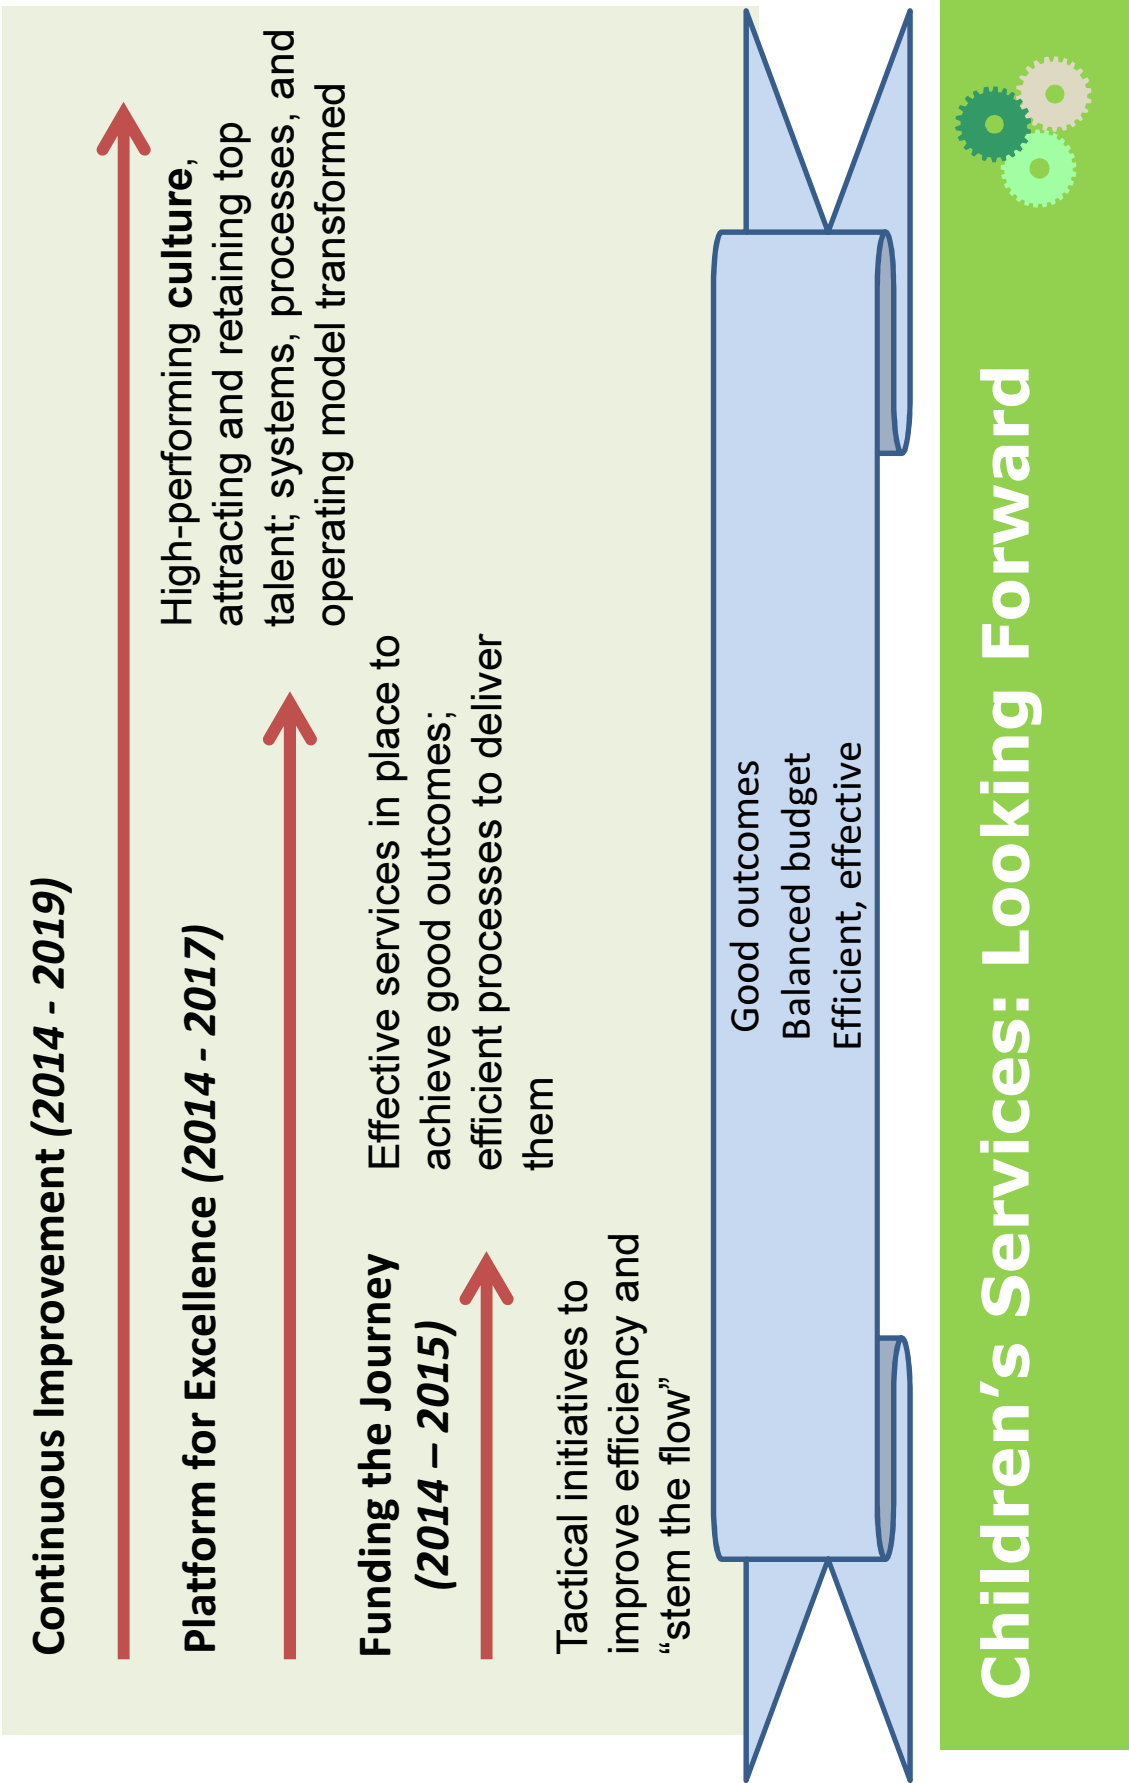 Continuous Improvement (2014 - 2019)
High-performing culture,
attracting and retaining top
talent; systems, processes, and
operating model transformed
Platform for Excellence (2014 - 2017)
Effective services in place to
achieve good outcomes;
efficient processes to deliver
them
Funding the Journey
(2014 – 2015)
Tactical initiatives to
improve efficiency and
“stem the flow”
Good outcomes
Balanced budget
Efficient, effective
Children’s Services: Looking Forward